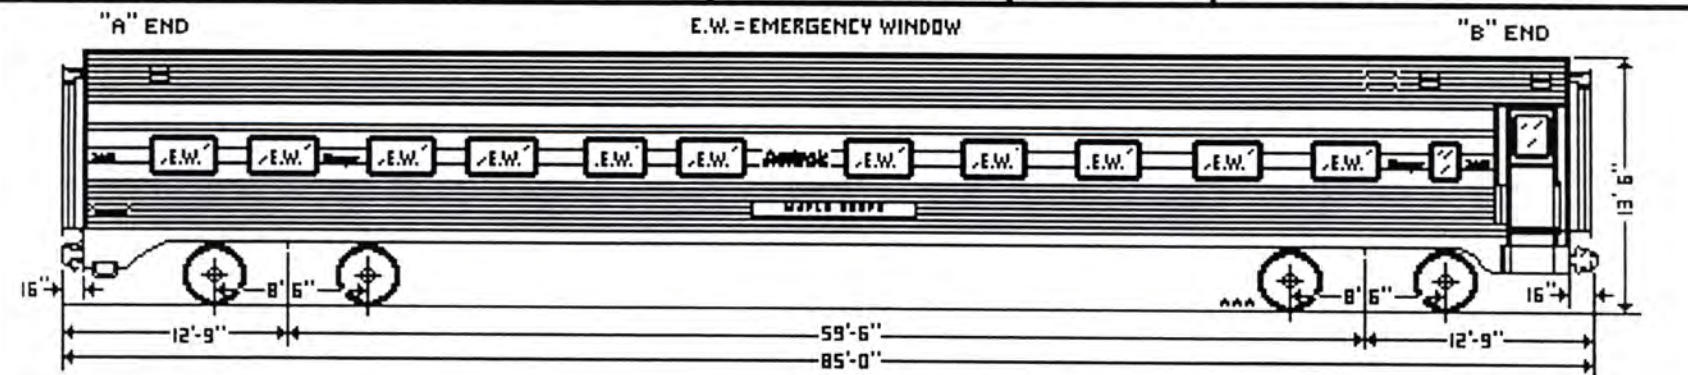 "A" END
E.W. = EMERGENCY WINDOW
"B" END
E.W. E.W. E.W. E.W. E.W. E.W. Amtrak E.W. E.W. E.W. E.W. E.W.
13' 6"
16" 8' 6" 8' 6" 16"
12'-9" 59'-6" 12'-9"
85'-0"